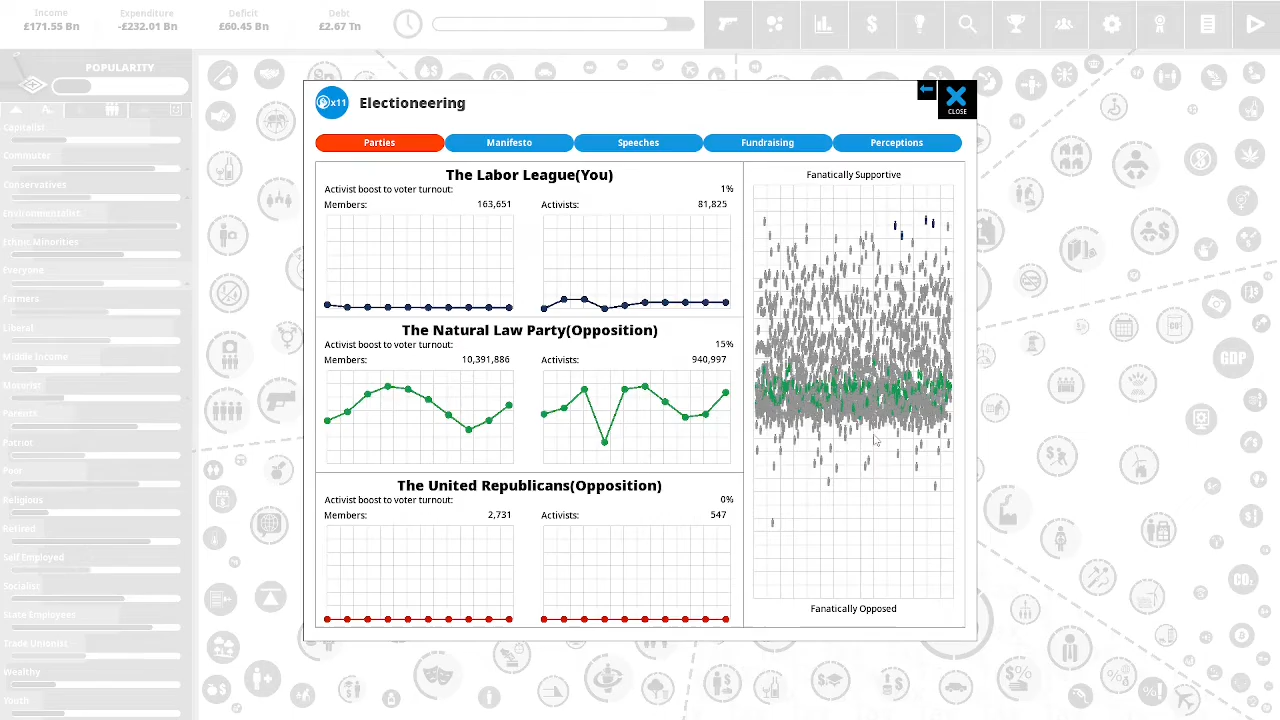 Income
£171.55 Bn
Expenditure
-£232.01 Bn
Deficit
£60.45 Bn
Debt
£2.67 Tn
POPULARITY
Capitalist
Commuter
Conservatives
Environmentalist
Ethnic Minorities
Everyone
Farmers
Liberal
Middle Income
Motorist
Parents
Patriot
Poor
Religious
Retired
Self Employed
Socialist
State Employees
Trade Unionist
Wealthy
Youth
x11
Electioneering
CLOSE
Parties
Manifesto
Speeches
Fundraising
Perceptions
The Labor League(You)
Activist boost to voter turnout: 1%
Members: 163,651
Activists: 81,825
The Natural Law Party(Opposition)
Activist boost to voter turnout: 15%
Members: 10,391,886
Activists: 940,997
The United Republicans(Opposition)
Activist boost to voter turnout: 0%
Members: 2,731
Activists: 547
Fanatically Supportive
Fanatically Opposed
GDP
CO₂